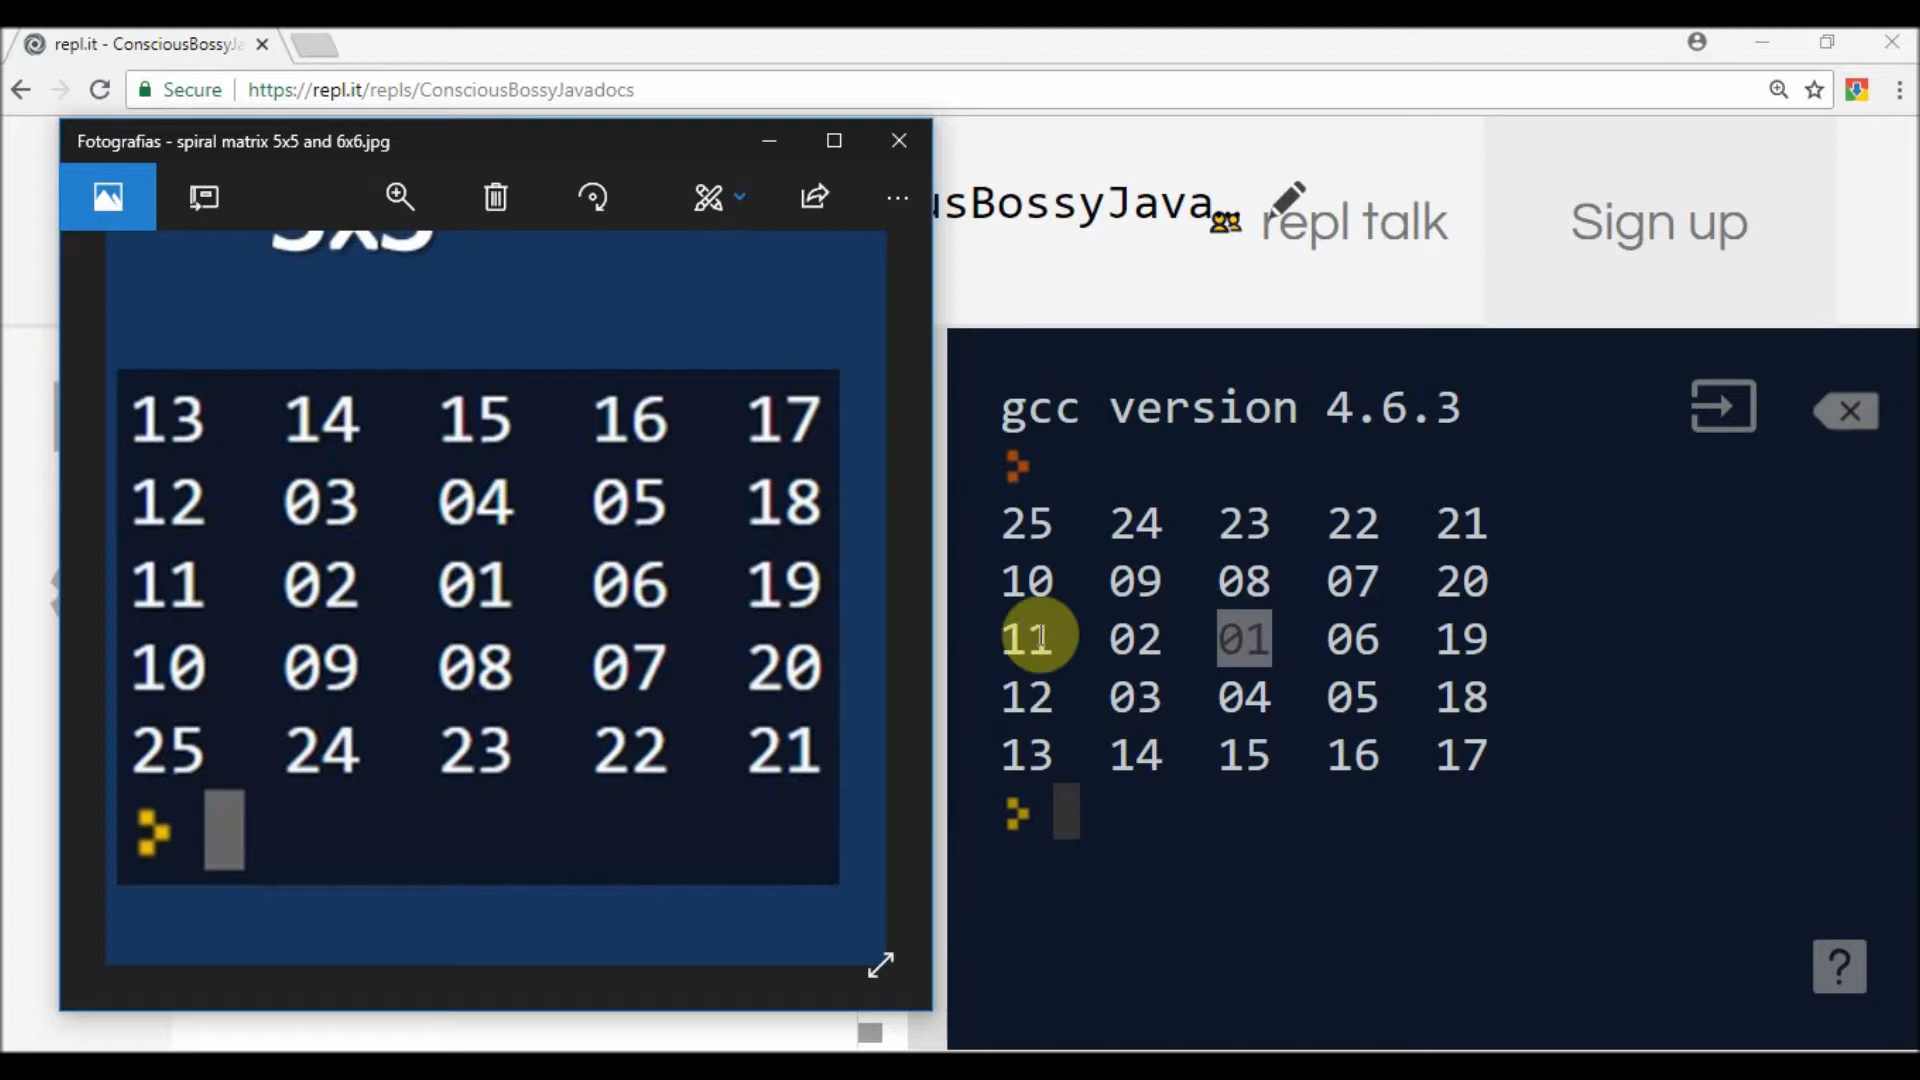 repl.it - ConsciousBossyJa
Secure
https://repl.it/repls/ConsciousBossyJavadocs
Fotografias - spiral matrix 5x5 and 6x6.jpg
usBossyJava
repl talk
Sign up
5x5
13 14 15 16 17
12 03 04 05 18
11 02 01 06 19
10 09 08 07 20
25 24 23 22 21
gcc version 4.6.3
25 24 23 22 21
10 09 08 07 20
11 02 01 06 19
12 03 04 05 18
13 14 15 16 17
?